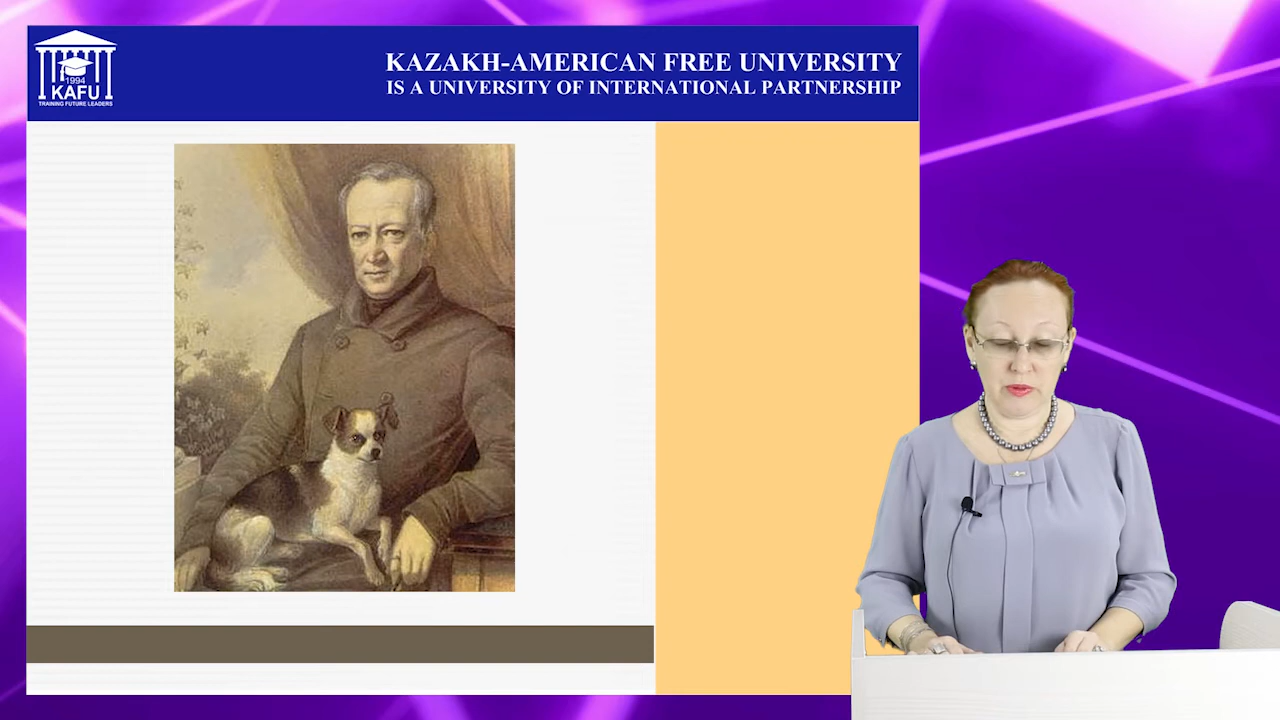 1994
KAFU
TRAINING FUTURE LEADERS
KAZAKH-AMERICAN FREE UNIVERSITY
IS A UNIVERSITY OF INTERNATIONAL PARTNERSHIP